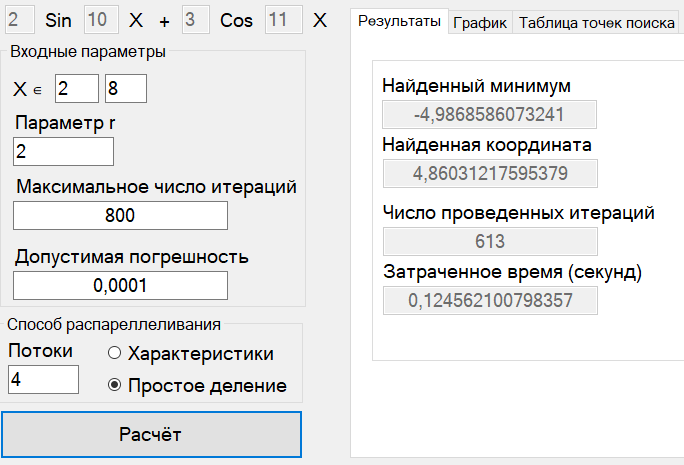 2 Sin 10 X + 3 Cos 11 X
Входные параметры
X ∈ 2 8
Параметр r
2
Максимальное число итераций
800
Допустимая погрешность
0,0001
Способ распареллеливания
Потоки
4
Характеристики
Простое деление
Расчёт
Результаты График Таблица точек поиска
Найденный минимум
-4,9868586073241
Найденная координата
4,86031217595379
Число проведенных итераций
613
Затраченное время (секунд)
0,124562100798357